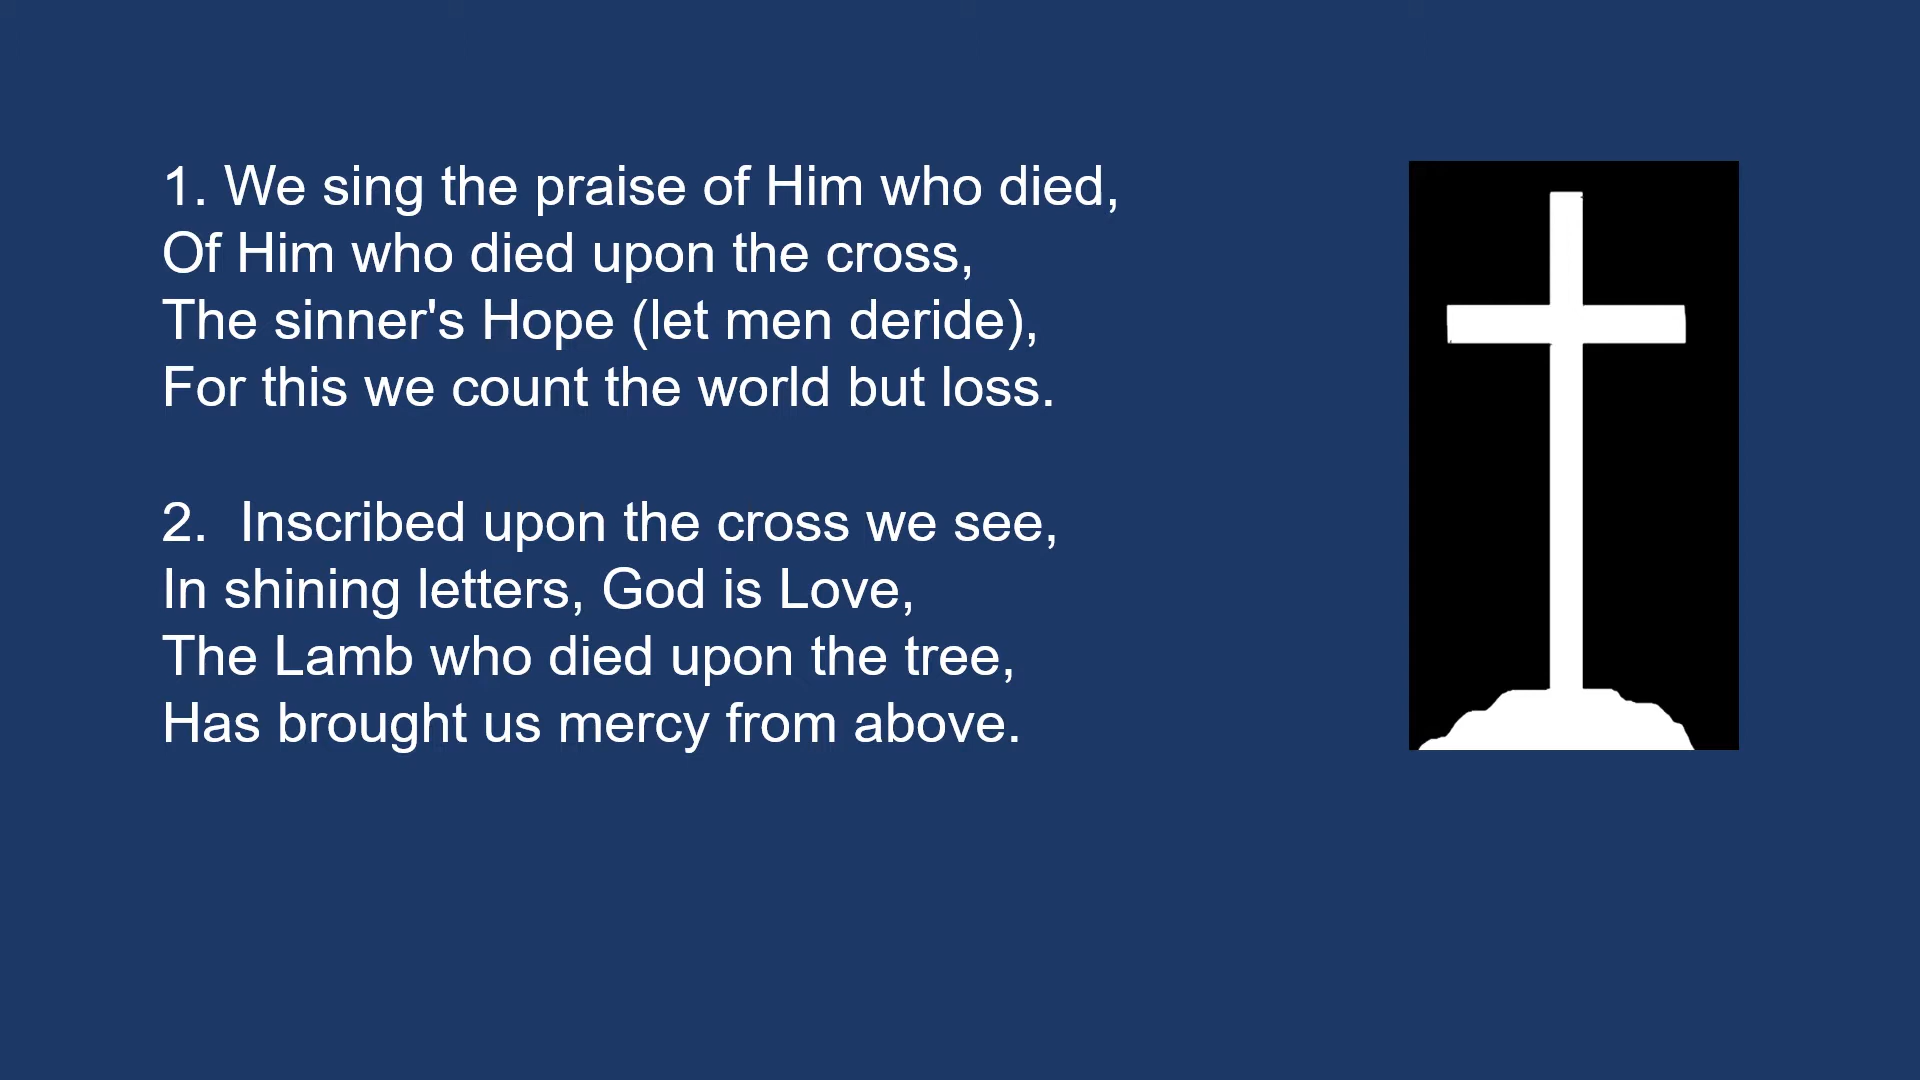 1. We sing the praise of Him who died,
Of Him who died upon the cross,
The sinner's Hope (let men deride),
For this we count the world but loss.
2.  Inscribed upon the cross we see,
In shining letters, God is Love,
The Lamb who died upon the tree,
Has brought us mercy from above.